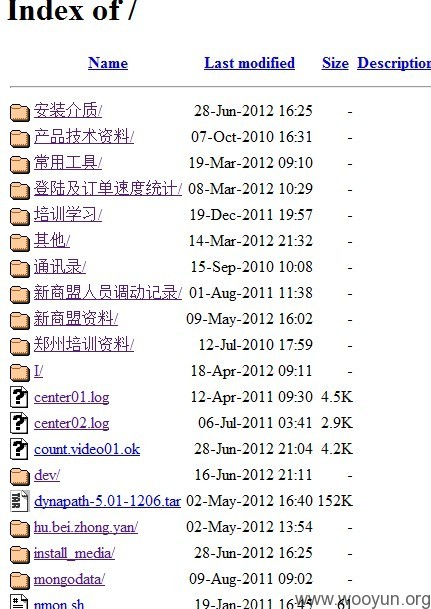 Index of /
Name Last modified Size Description
安装介质/ 28-Jun-2012 16:25 -
产品技术资料/ 07-Oct-2010 16:31 -
常用工具/ 19-Mar-2012 09:10 -
登陆及订单速度统计/ 08-Mar-2012 10:29 -
培训学习/ 19-Dec-2011 19:57 -
其他/ 14-Mar-2012 21:32 -
通讯录/ 15-Sep-2010 10:08 -
新商盟人员调动记录/ 01-Aug-2011 11:38 -
新商盟资料/ 09-May-2012 16:02 -
郑州培训资料/ 12-Jul-2010 17:59 -
I/ 18-Apr-2012 09:11 -
center01.log 12-Apr-2011 09:30 4.5K
center02.log 06-Jul-2011 03:41 2.9K
count.video01.ok 28-Jun-2012 21:04 4.2K
dev/ 16-Jun-2012 21:11 -
dynapath-5.01-1206.tar 02-May-2012 16:40 152K
hu.bei.zhong.yan/ 02-May-2012 13:54 -
install_media/ 28-Jun-2012 16:25 -
mongodata/ 09-Aug-2011 09:02 -
nmon.sh 19-Jan-2011 16:45 61
www.wooyun.org